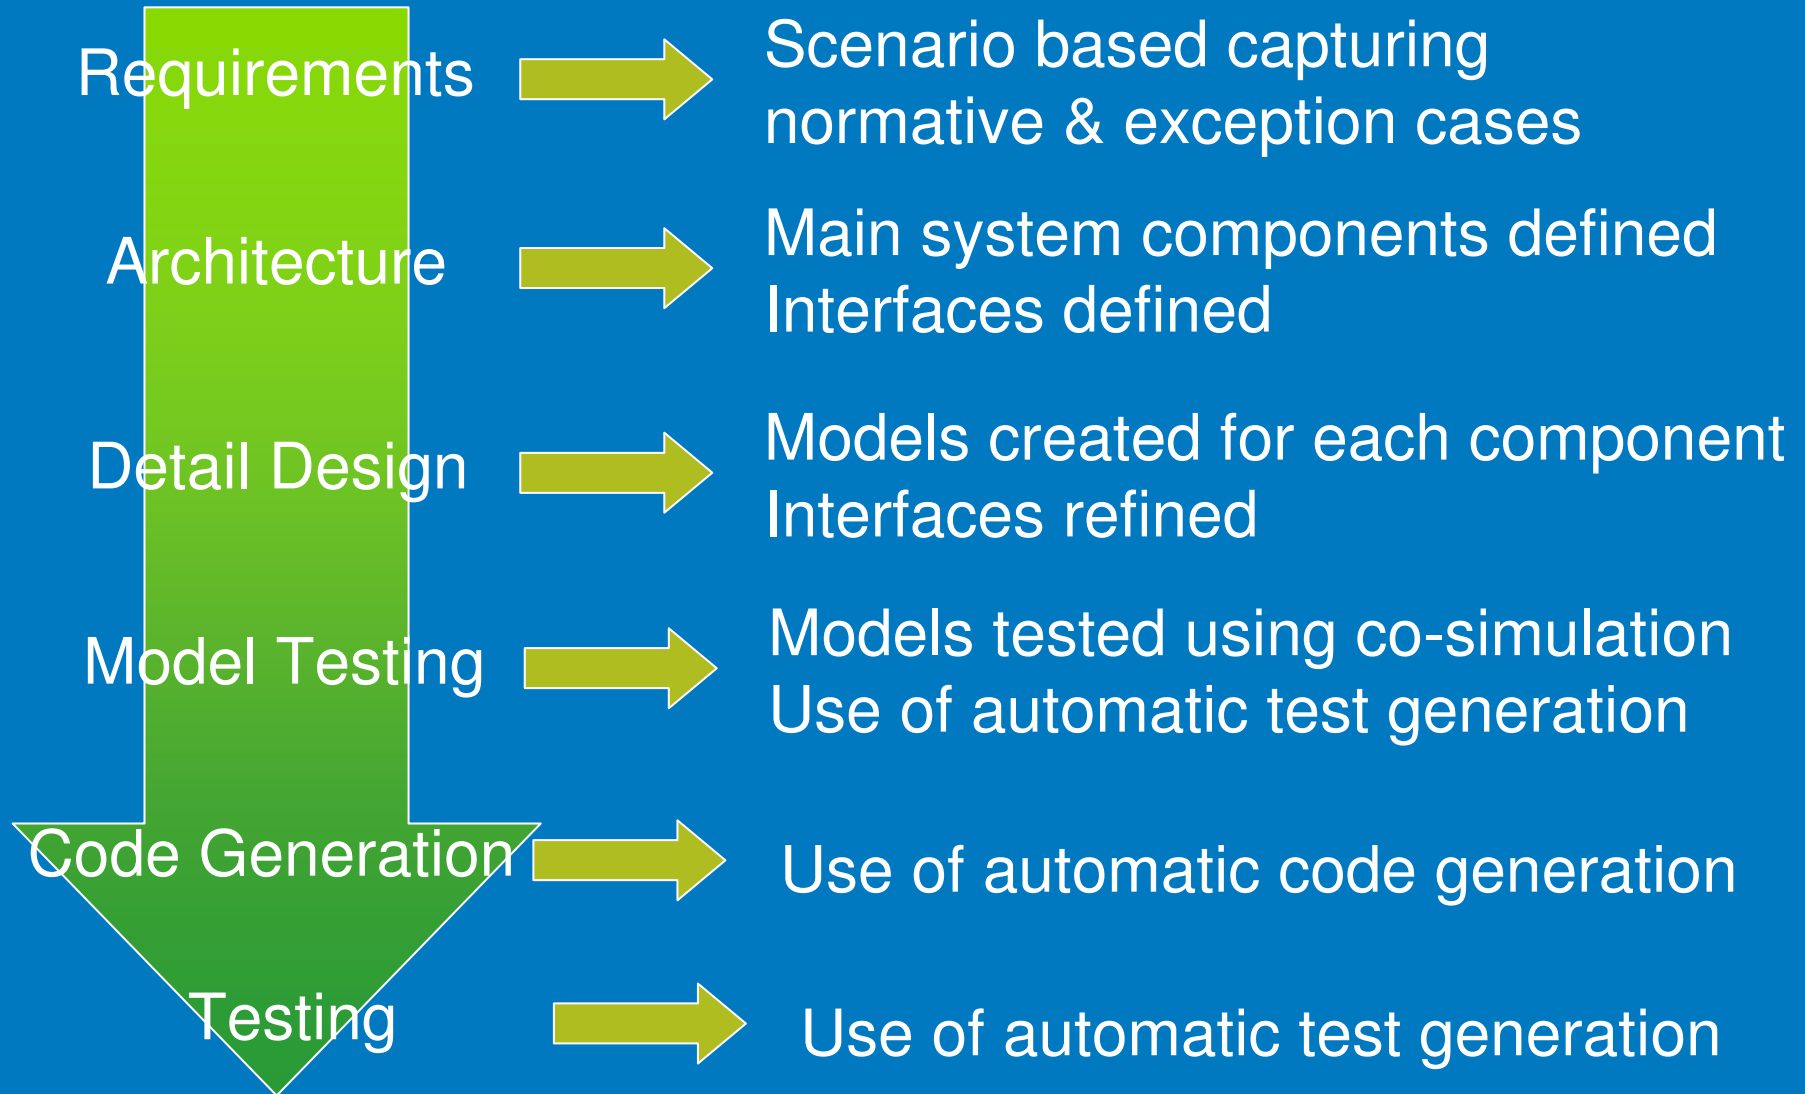 Requirements
Scenario based capturing
normative & exception cases
Architecture
Main system components defined
Interfaces defined
Detail Design
Models created for each component
Interfaces refined
Model Testing
Models tested using co-simulation
Use of automatic test generation
Code Generation
Use of automatic code generation
Testing
Use of automatic test generation